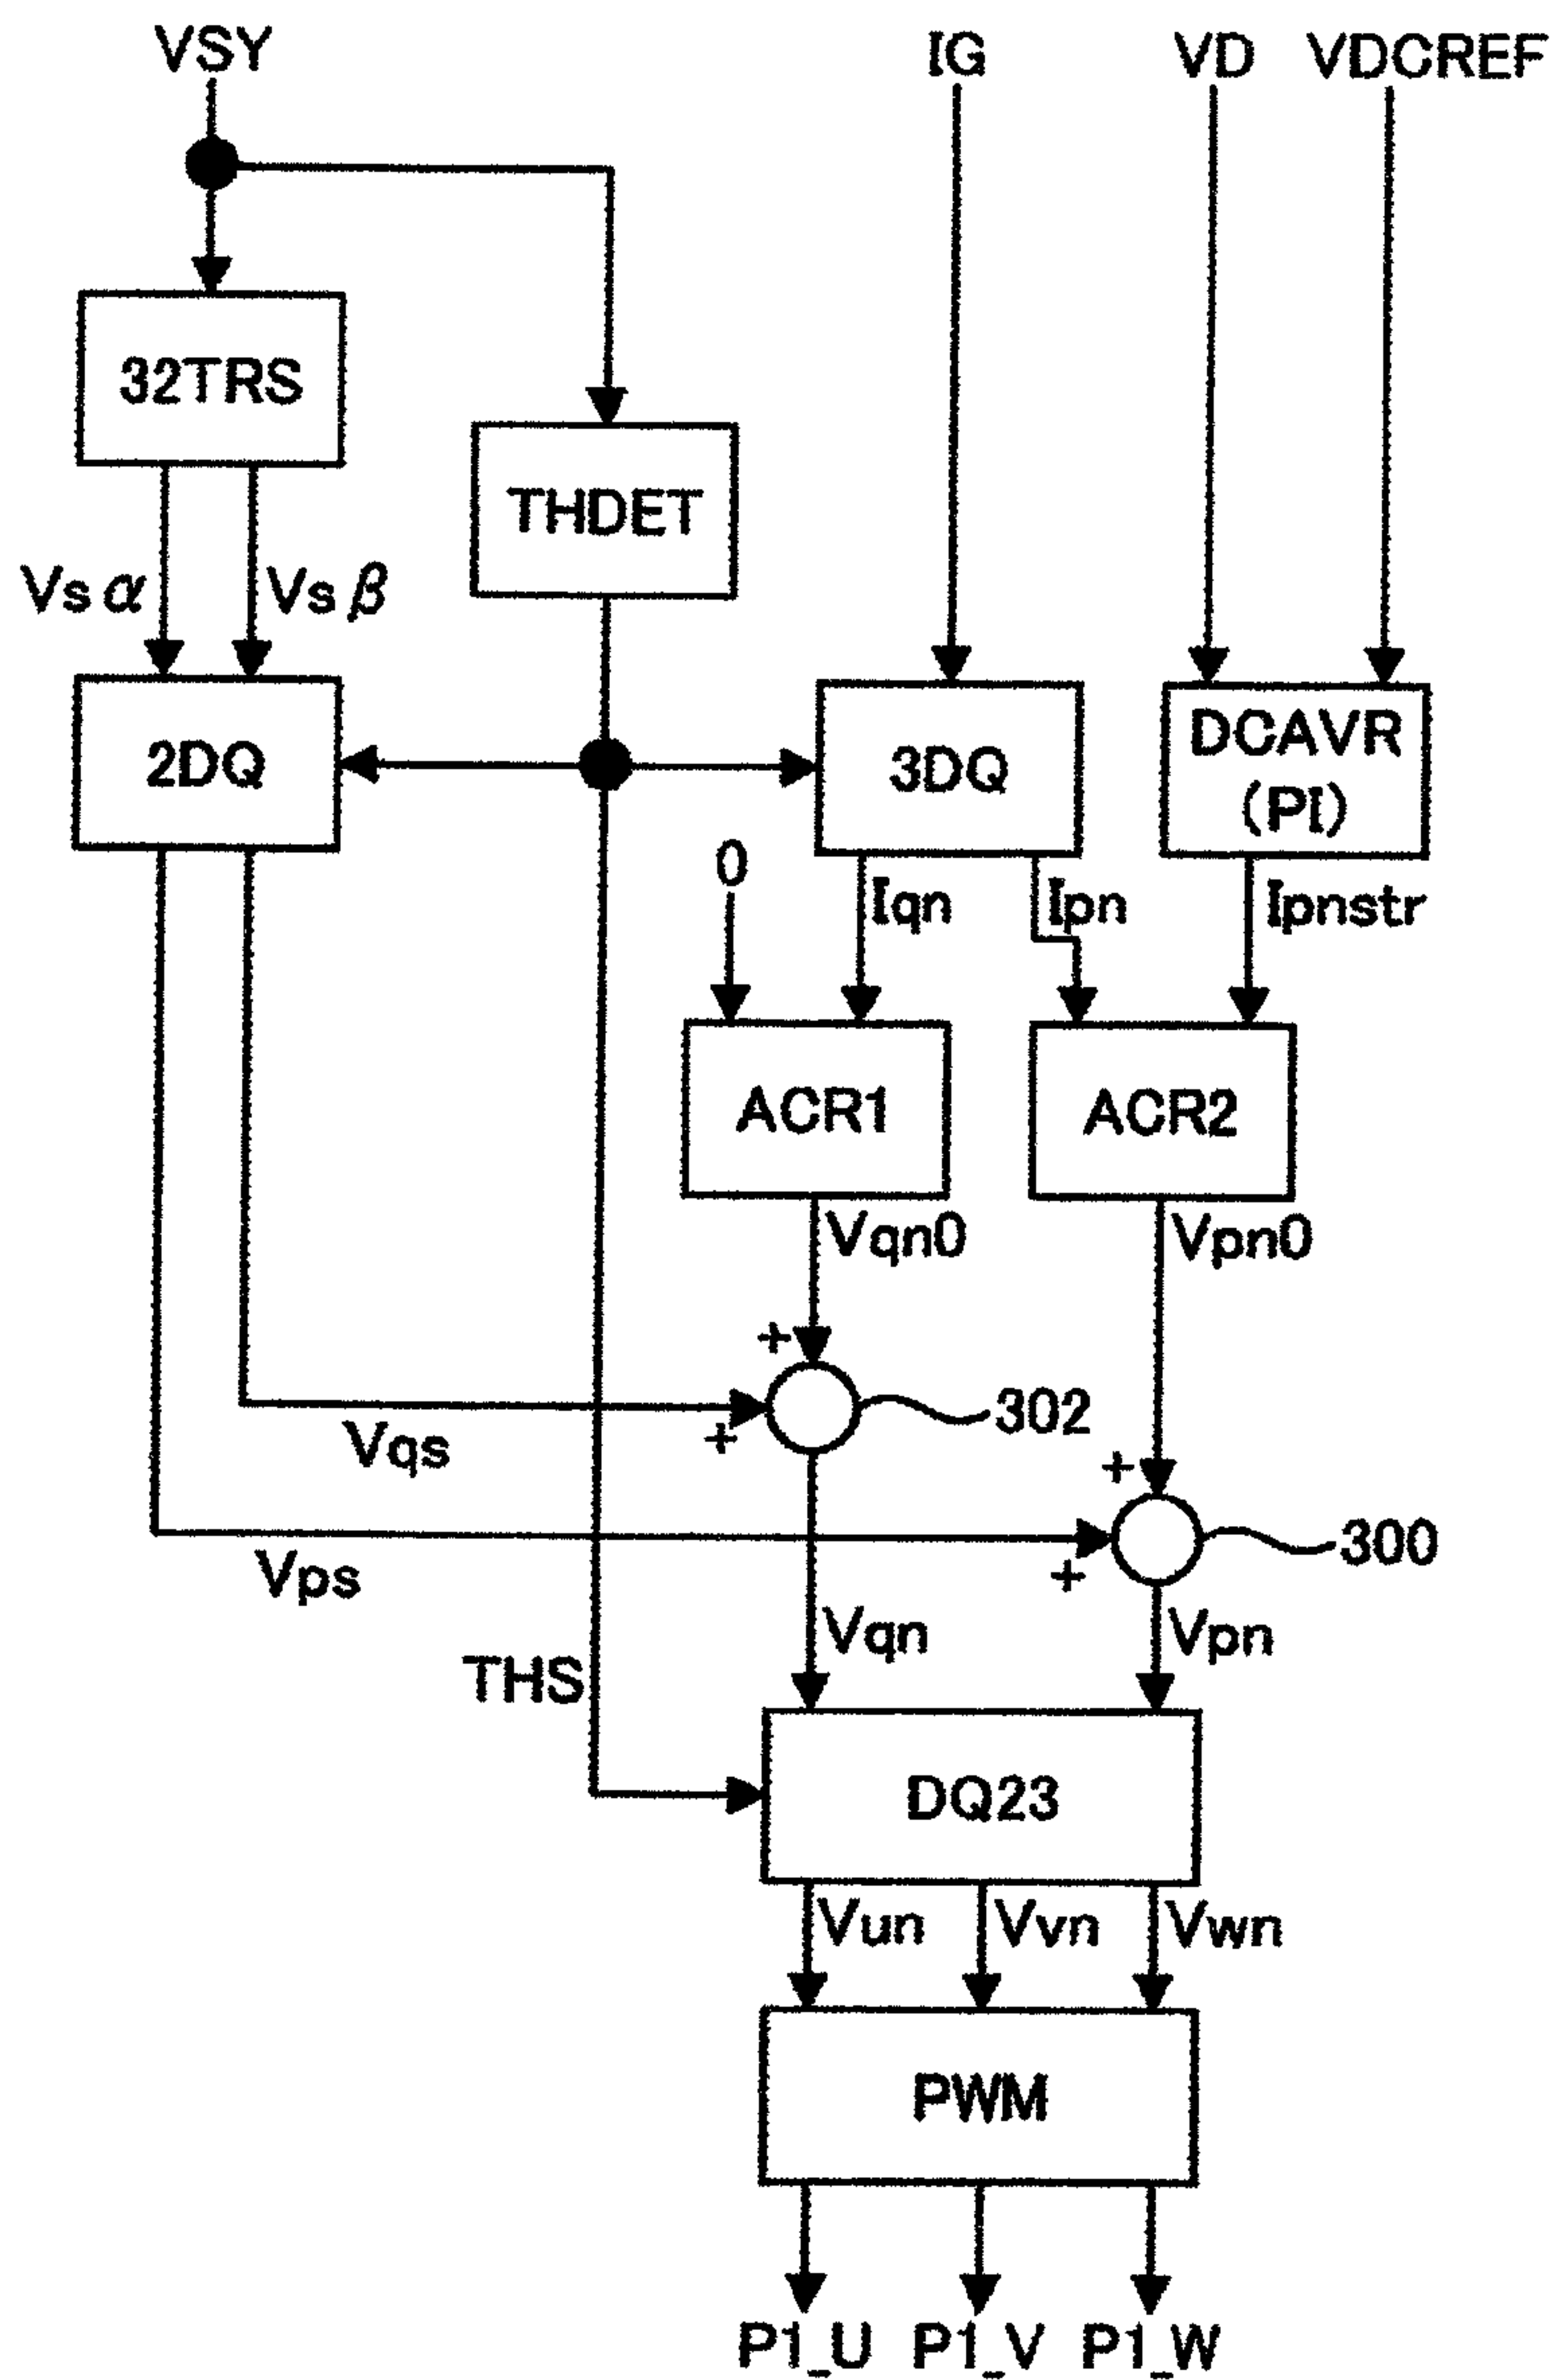 VSY
IG
VD
VDCREF
32TRS
THDET
Vsα
Vsβ
2DQ
3DQ
DCAVR
(PI)
0
Iqn
Ipn
Ipnstr
ACR1
ACR2
Vqn0
Vpn0
+
302
+
Vqs
+
300
+
Vps
Vqn
Vpn
THS
DQ23
Vun
Vvn
Vwn
PWM
P1_U
P1_V
P1_W